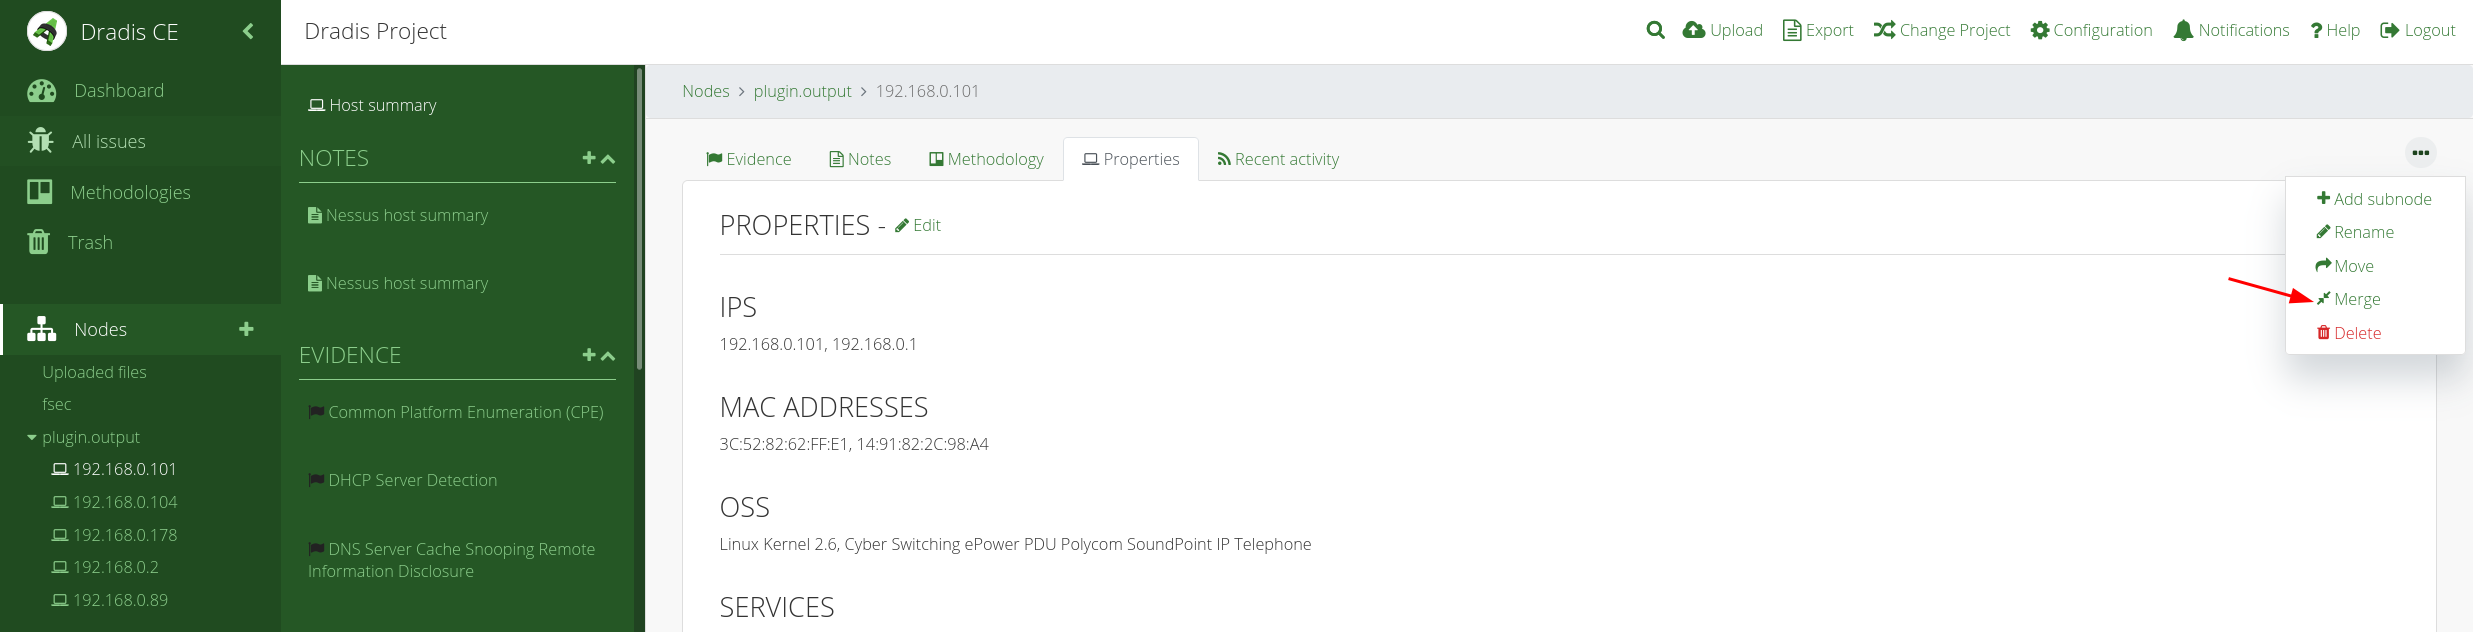 Dradis CE
Dashboard
All issues
Methodologies
Trash
Nodes
Uploaded files
fsec
plugin.output
192.168.0.101
192.168.0.104
192.168.0.178
192.168.0.2
192.168.0.89
Dradis Project
Upload
Export
Change Project
Configuration
Notifications
Help
Logout
Host summary
NOTES
Nessus host summary
Nessus host summary
EVIDENCE
Common Platform Enumeration (CPE)
DHCP Server Detection
DNS Server Cache Snooping Remote
Information Disclosure
Nodes > plugin.output > 192.168.0.101
Evidence
Notes
Methodology
Properties
Recent activity
Add subnode
Rename
Move
Merge
Delete
PROPERTIES - Edit
IPS
192.168.0.101, 192.168.0.1
MAC ADDRESSES
3C:52:82:62:FF:E1, 14:91:82:2C:98:A4
OSS
Linux Kernel 2.6, Cyber Switching ePower PDU Polycom SoundPoint IP Telephone
SERVICES